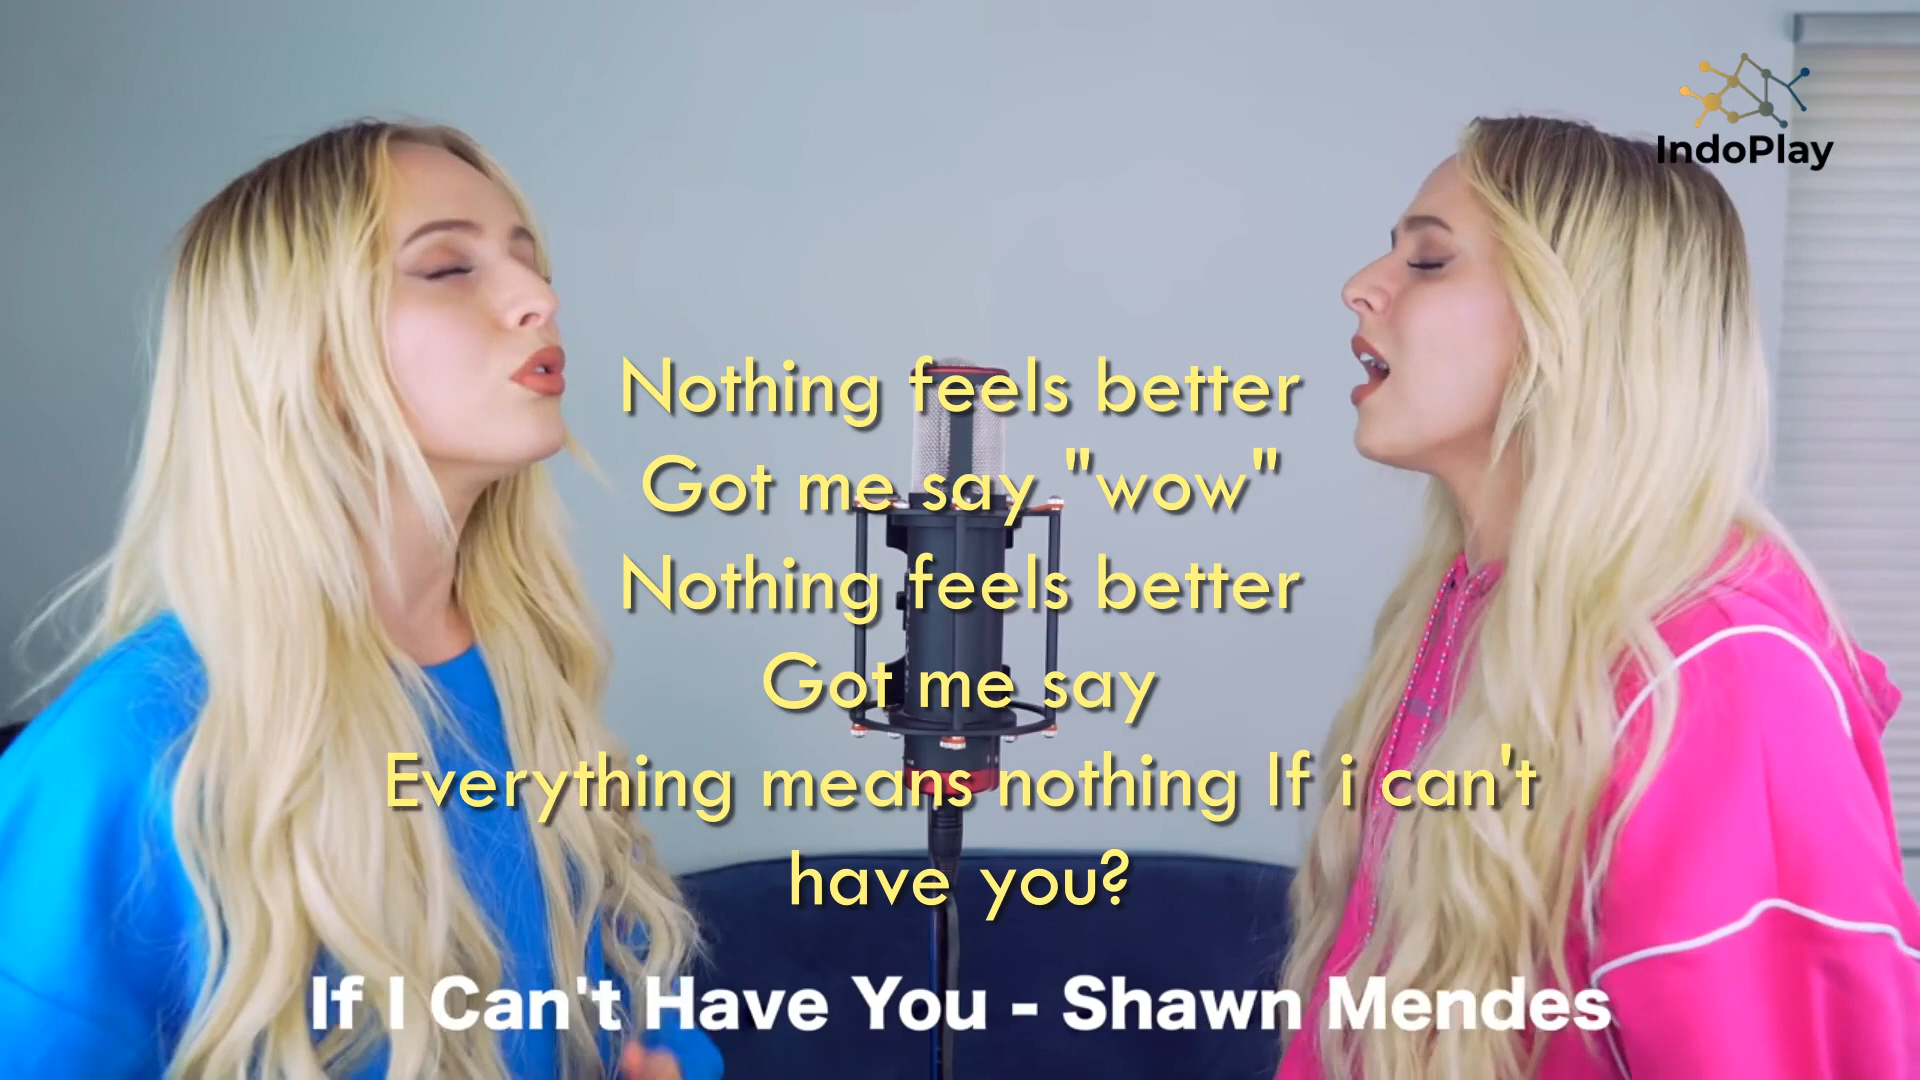 IndoPlay
Nothing feels better
Got me say "wow"
Nothing feels better
Got me say
Everything means nothing If i can't
have you?
If I Can't Have You - Shawn Mendes